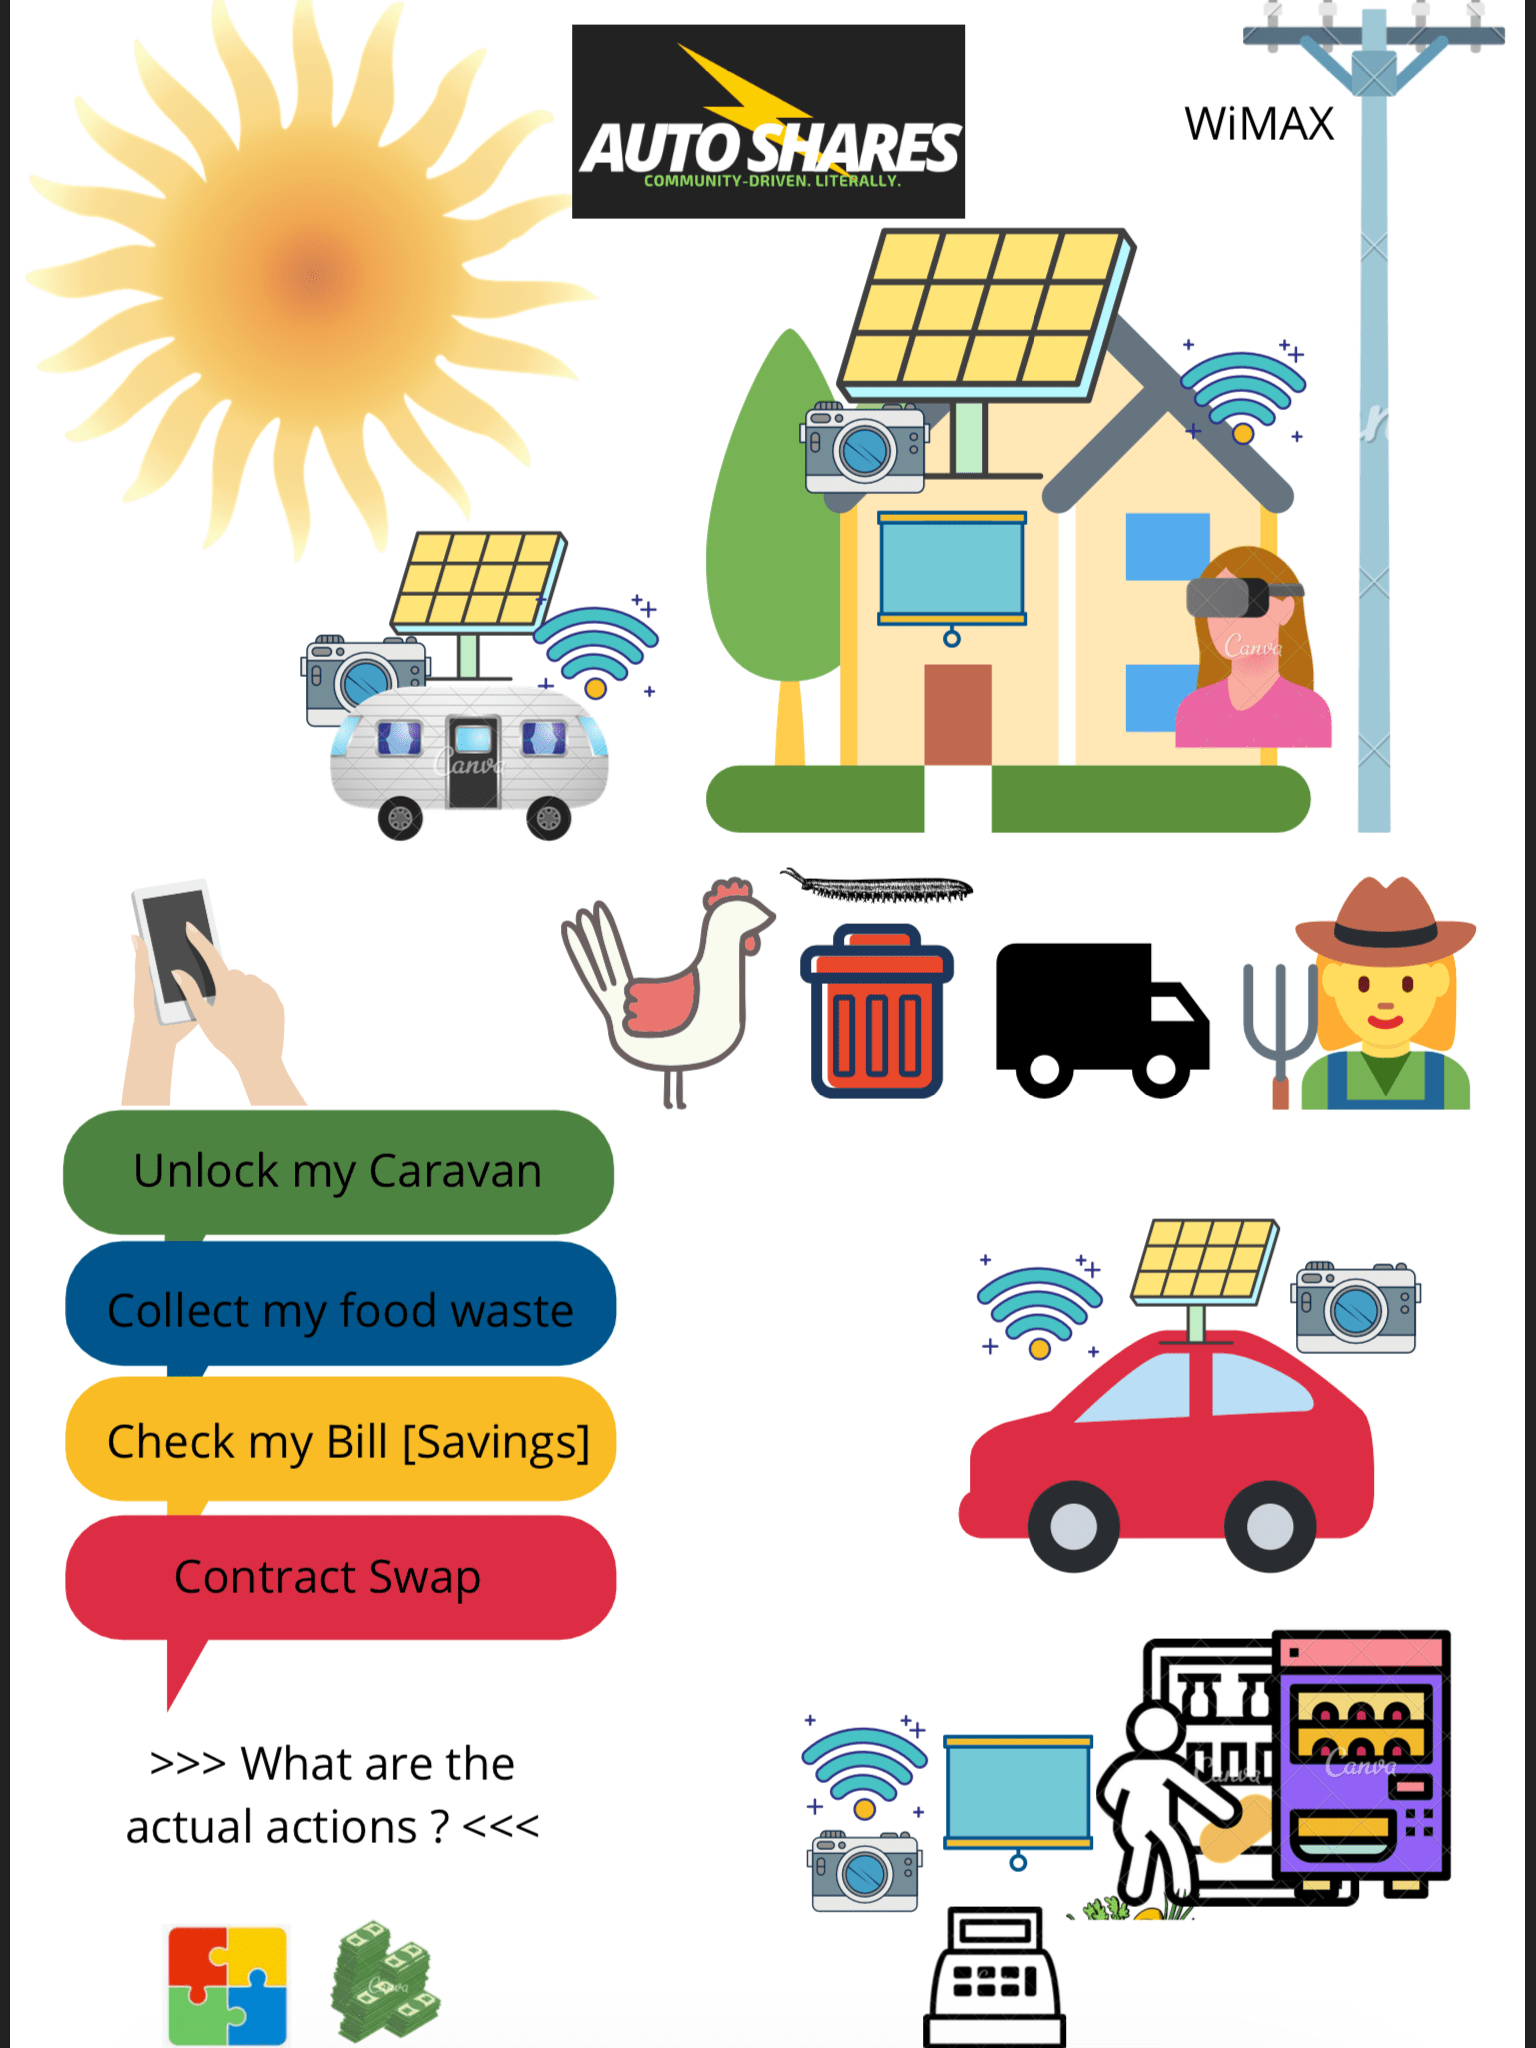 AUTO SHARES
COMMUNITY-DRIVEN. LITERALLY.
WiMAX
Canva
Canva
Unlock my Caravan
Collect my food waste
Check my Bill [Savings]
Contract Swap
>>> What are the
actual actions ? <<<
Canva
Canva
Canva